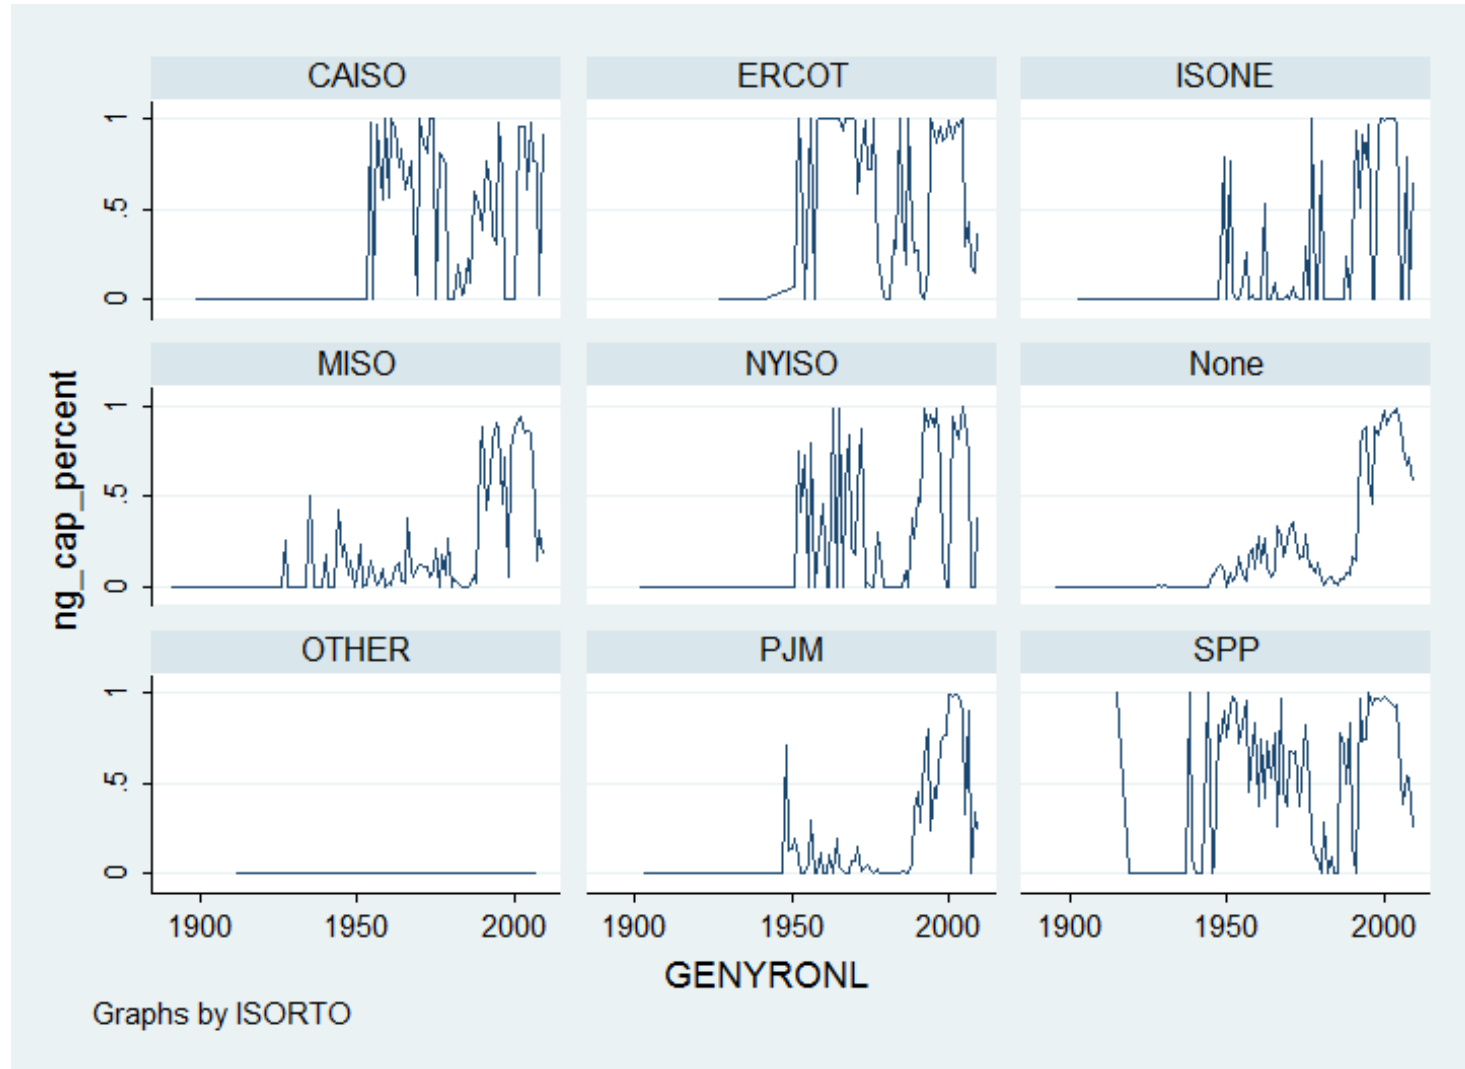 CAISO
ERCOT
ISONE
0
.5
1
MISO
NYISO
None
0
.5
1
OTHER
PJM
SPP
0
.5
1
ng_cap_percent
1900
1950
2000
1900
1950
2000
1900
1950
2000
GENYRONL
Graphs by ISORTO